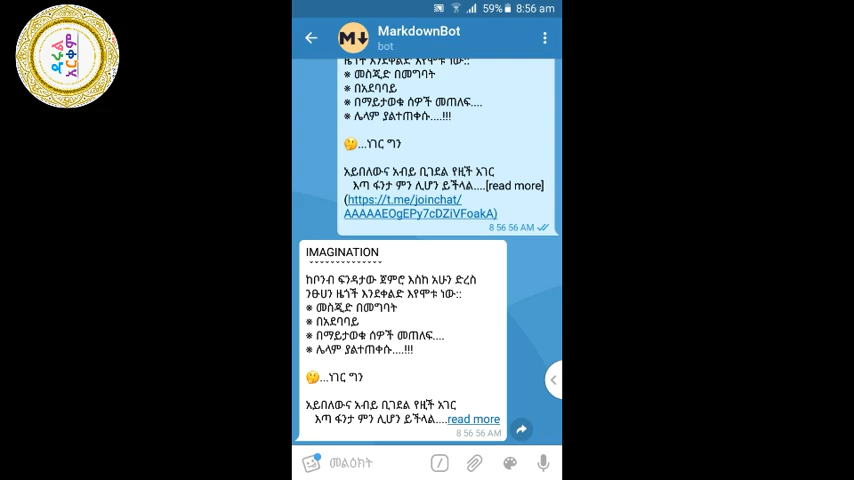 ዳራል
አርቀም
59% 8:56 am
M
MarkdownBot
bot
ዜጎች እንደቀልድ እየሞቱ ነው::
※ መስጂድ በመግባት
※ በአደባባይ
※ በማይታወቁ ሰዎች መጠለፍ....
※ ሌላም ያልተጠቀሱ....!!!
🤔...ነገር ግን
አይበለውና አብይ ቢገደል የዚች አገር
እጣ ፋንታ ምን ሊሆን ይችላል....[read more]
(https://t.me/joinchat/
AAAAAEOgEPy7cDZiVFoakA)
8 56 56 AM
IMAGINATION
ከቦንብ ፍንዳታው ጀምሮ እስከ አሁን ድረስ
ንፁሀን ዜጎች እንደቀልድ እየሞቱ ነው::
※ መስጂድ በመግባት
※ በአደባባይ
※ በማይታወቁ ሰዎች መጠለፍ....
※ ሌላም ያልተጠቀሱ....!!!
🤔...ነገር ግን
አይበለውና አብይ ቢገደል የዚች አገር
እጣ ፋንታ ምን ሊሆን ይችላል....read more
8 56 56 AM
መልዕክት